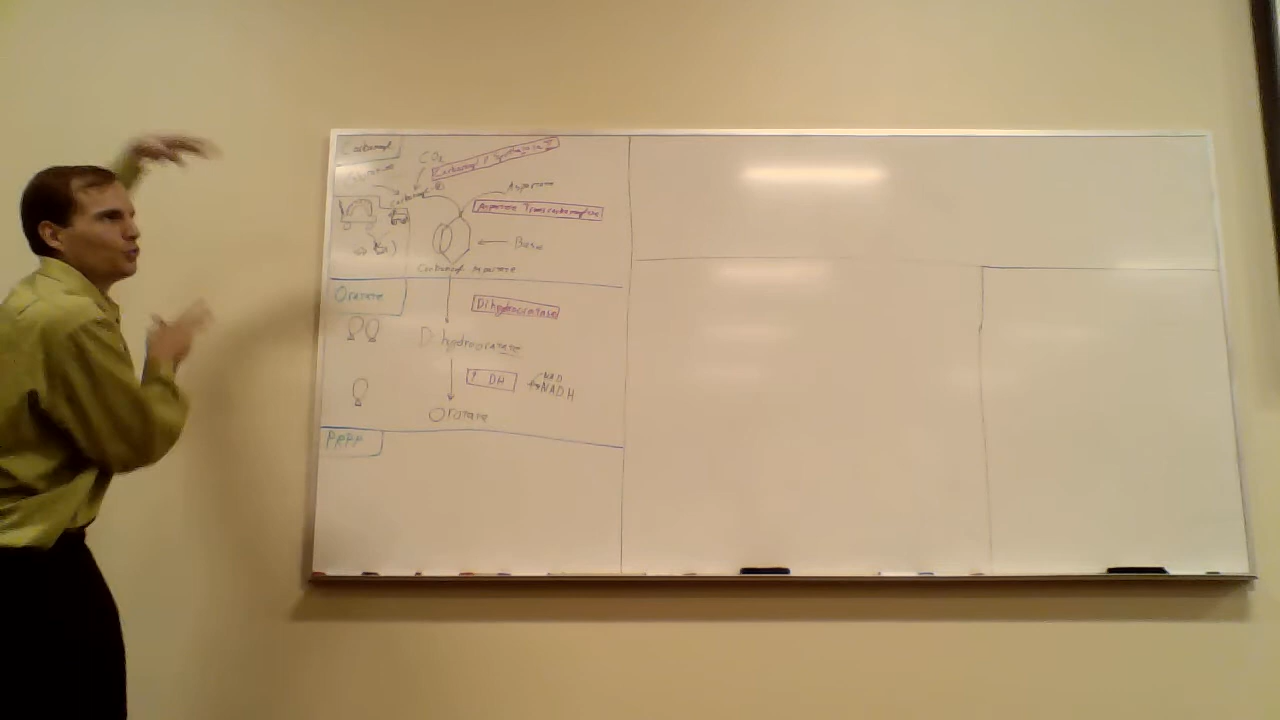 Carbamoyl
CO2
Carbamoyl P Synthetase II
Carbamoyl-P
Aspartate
Aspartate Transcarbamoylase
Base
Carbamoyl Aspartate
Orotate
Dihydroorotase
Dihydroorotate
DH
NAD
NADH
Orotate
PRPP